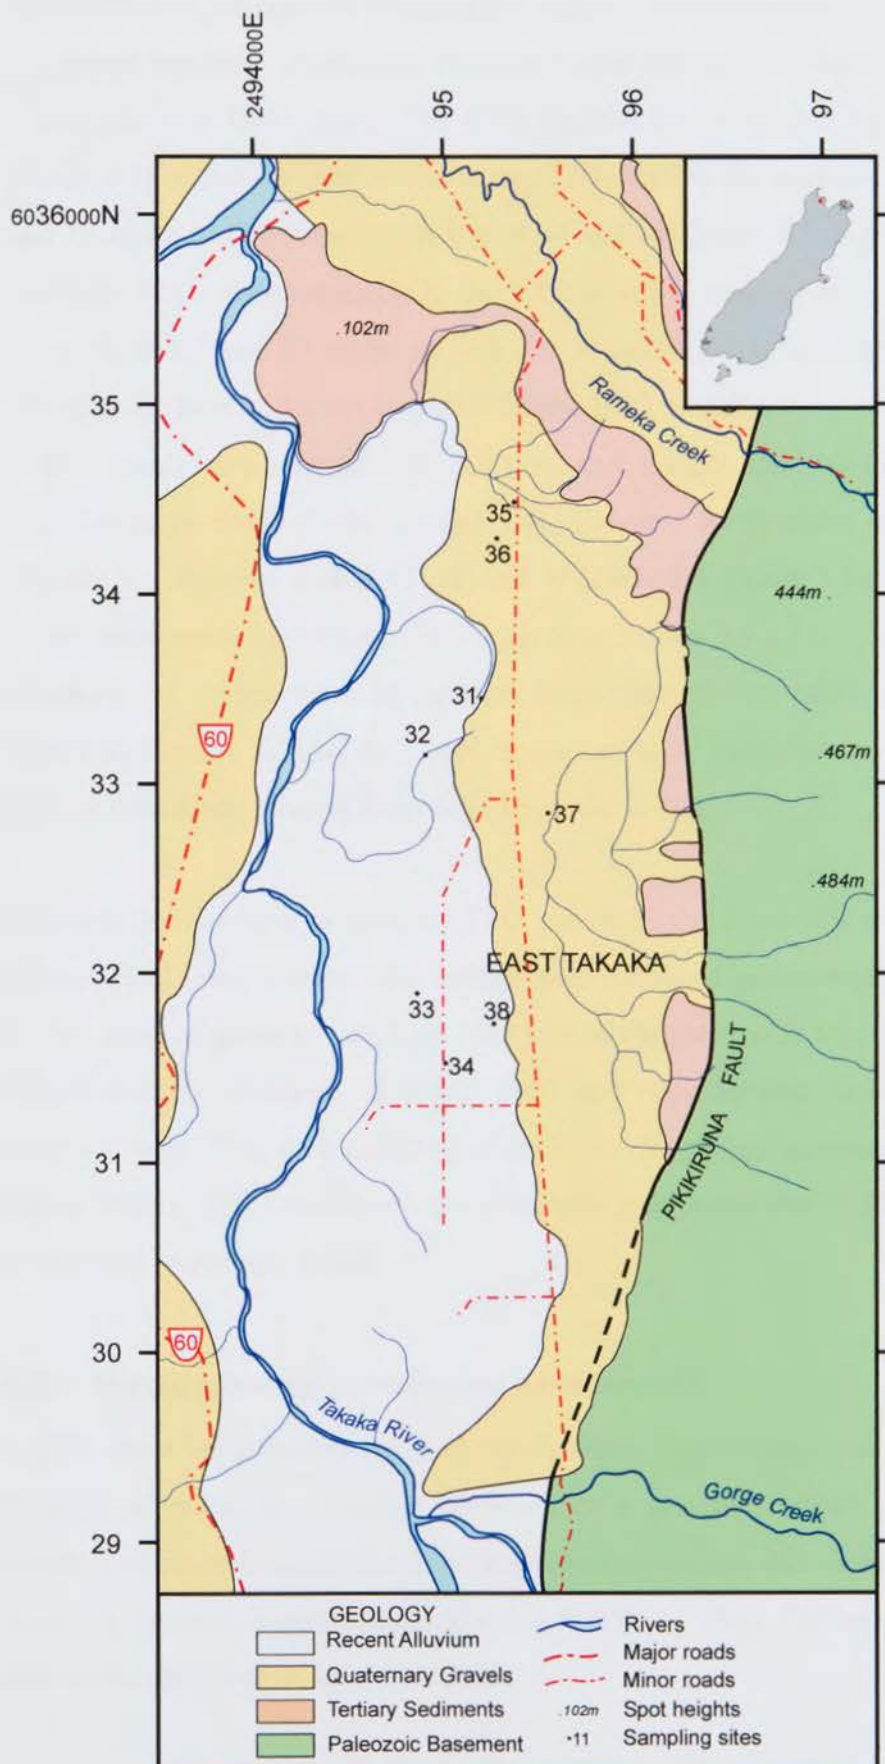 2494000E
95
96
97
6036000N
.102m
35
Rameka Creek
35
36
34
444m .
31
60
32
.467m
33
37
.484m
32
EAST TAKAKA
33
38
34
PIKIKIRUNA FAULT
31
30
60
Takaka River
Gorge Creek
29
GEOLOGY
Recent Alluvium
Quaternary Gravels
Tertiary Sediments
Paleozoic Basement
Rivers
Major roads
Minor roads
.102m Spot heights
•11 Sampling sites